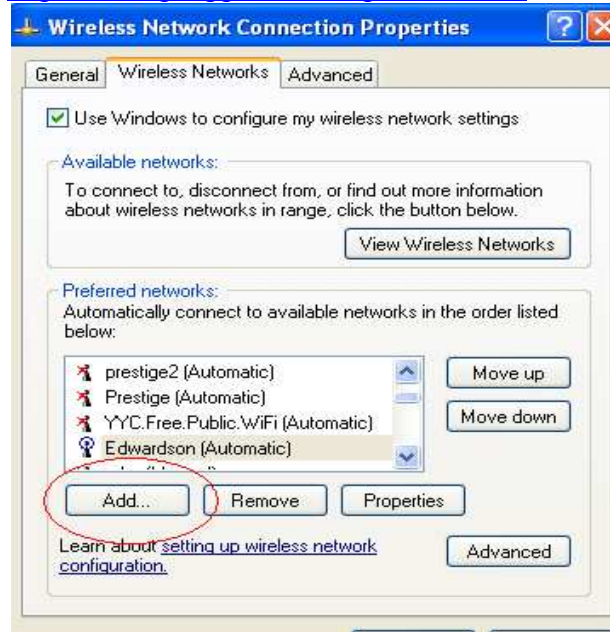 Wireless Network Connection Properties
General Wireless Networks Advanced
Use Windows to configure my wireless network settings
Available networks:
To connect to, disconnect from, or find out more information
about wireless networks in range, click the button below.
View Wireless Networks
Preferred networks:
Automatically connect to available networks in the order listed
below:
prestige2 (Automatic)
Prestige (Automatic)
YYC.Free.Public.WiFi (Automatic)
Edwardson (Automatic)
Move up
Move down
Add... Remove Properties
Learn about setting up wireless network
configuration.
Advanced